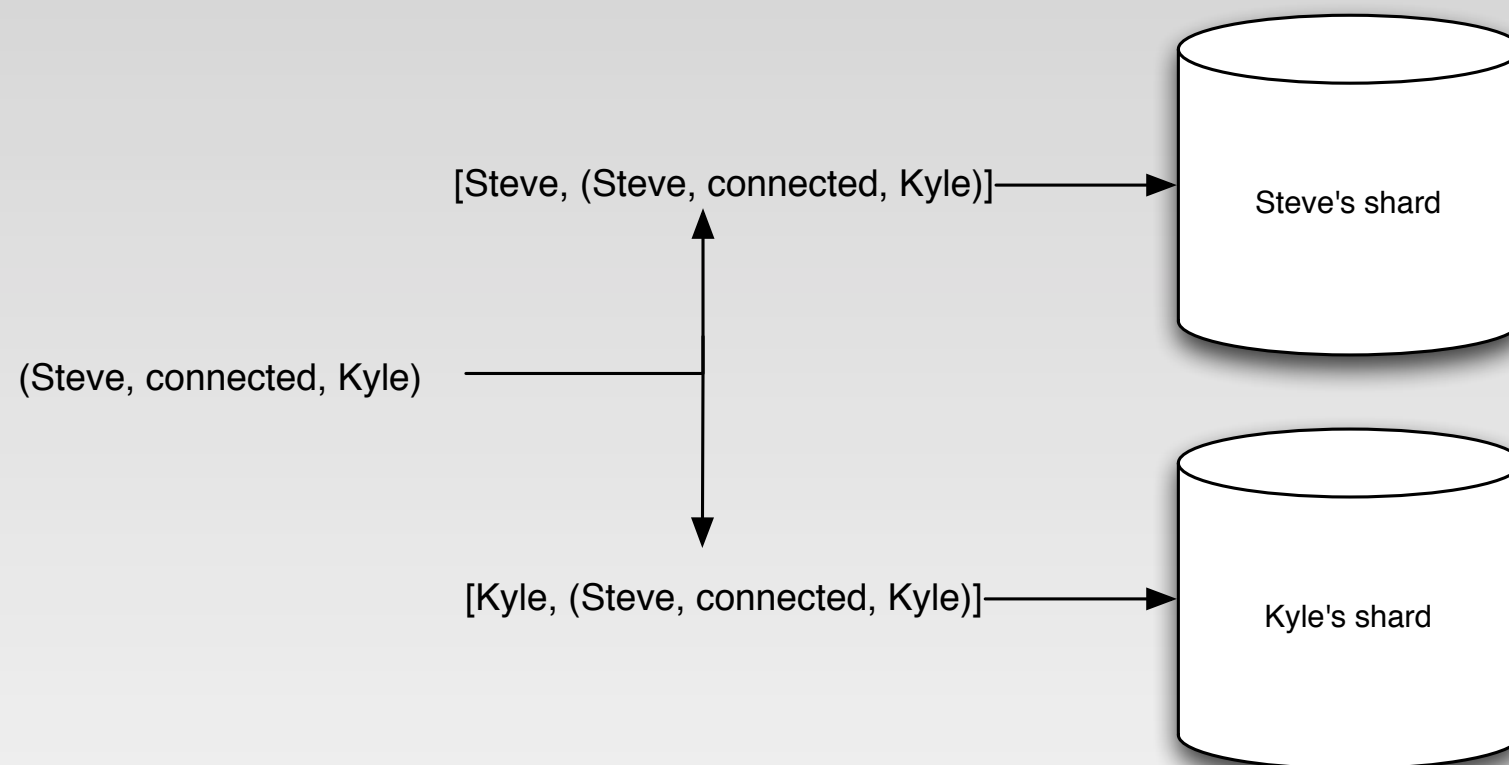 [Steve, (Steve, connected, Kyle)]
Steve's shard
(Steve, connected, Kyle)
[Kyle, (Steve, connected, Kyle)]
Kyle's shard